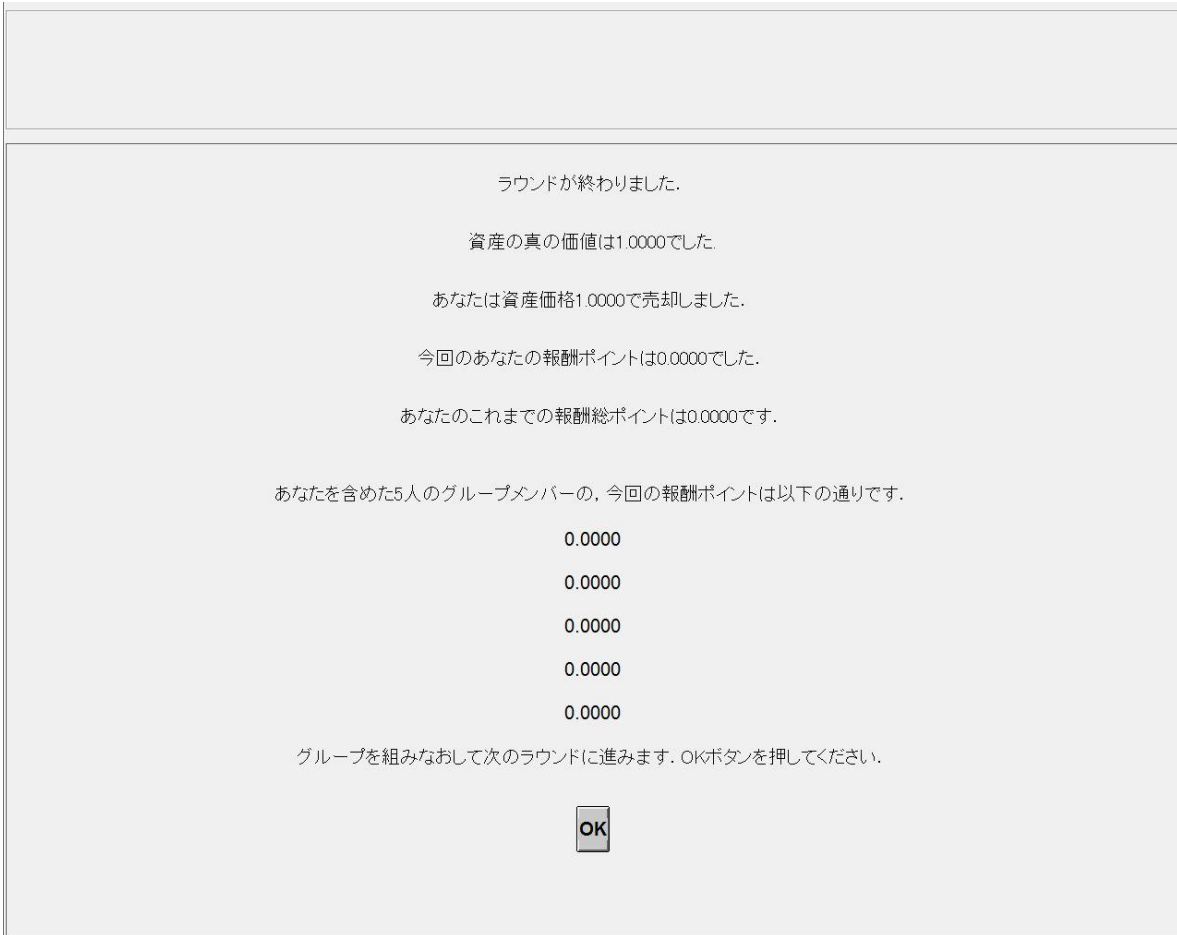 ラウンドが終わりました.
資産の真の価値は1.0000でした.
あなたは資産価格1.0000で売却しました.
今回のあなたの報酬ポイントは0.0000でした.
あなたのこれまでの報酬総ポイントは0.0000です.
あなたを含めた5人のグループメンバーの, 今回の報酬ポイントは以下の通りです.
0.0000
0.0000
0.0000
0.0000
0.0000
グループを組みなおして次のラウンドに進みます. OKボタンを押してください.
OK